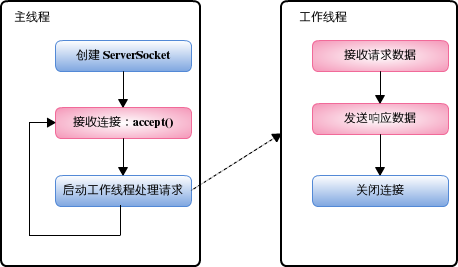 主线程
创建 ServerSocket
接收连接：accept()
启动工作线程处理请求
工作线程
接收请求数据
发送响应数据
关闭连接